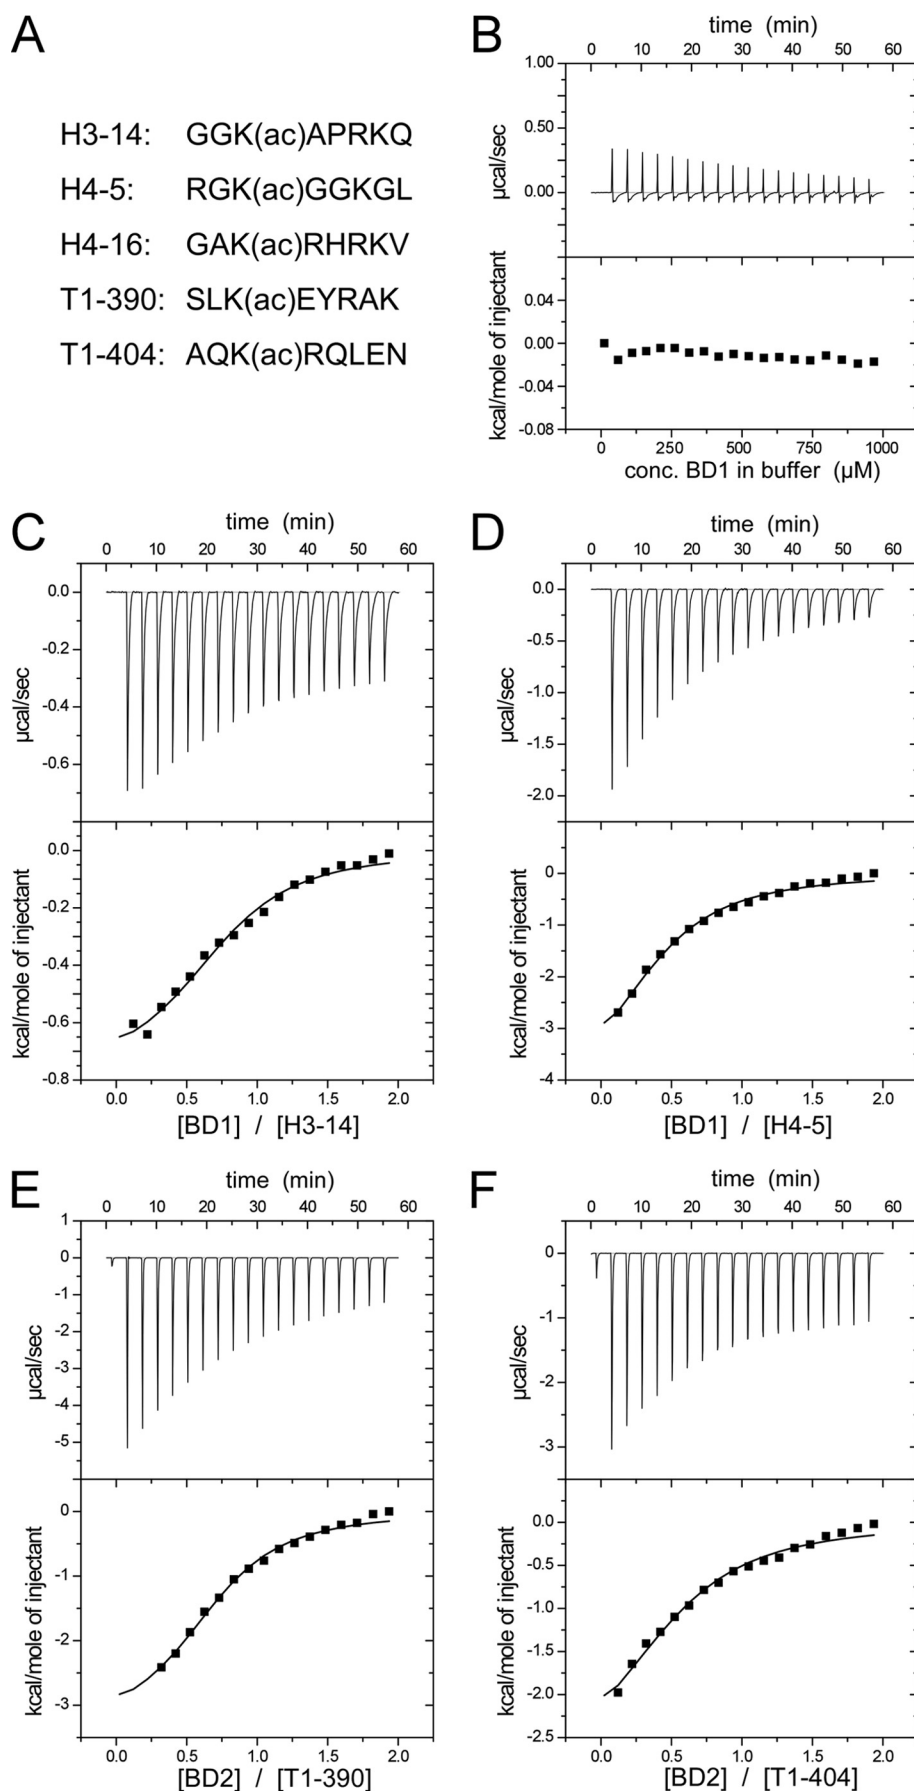 A
H3-14: GGK(ac)APRKQ
H4-5: RGK(ac)GGKGL
H4-16: GAK(ac)RHRKV
T1-390: SLK(ac)EYRAK
T1-404: AQK(ac)RQLEN
B
time (min)
0 10 20 30 40 50 60
1.00
0.50
0.00
µcal/sec
0.04
0.00
-0.04
-0.08
kcal/mole of injectant
0 250 500 750 1000
conc. BD1 in buffer (µM)
C
time (min)
0 10 20 30 40 50 60
0.0
-0.2
-0.4
-0.6
µcal/sec
0.0
-0.2
-0.4
-0.6
-0.8
kcal/mole of injectant
0.0 0.5 1.0 1.5 2.0
[BD1] / [H3-14]
D
time (min)
0 10 20 30 40 50 60
0.0
-0.5
-1.0
-1.5
-2.0
µcal/sec
0
-1
-2
-3
-4
kcal/mole of injectant
0.0 0.5 1.0 1.5 2.0
[BD1] / [H4-5]
E
time (min)
0 10 20 30 40 50 60
1
0
-1
-2
-3
-4
-5
µcal/sec
0
-1
-2
-3
kcal/mole of injectant
0.0 0.5 1.0 1.5 2.0
[BD2] / [T1-390]
F
time (min)
0 10 20 30 40 50 60
0
-1
-2
-3
µcal/sec
0.0
-0.5
-1.0
-1.5
-2.0
-2.5
kcal/mole of injectant
0.0 0.5 1.0 1.5 2.0
[BD2] / [T1-404]